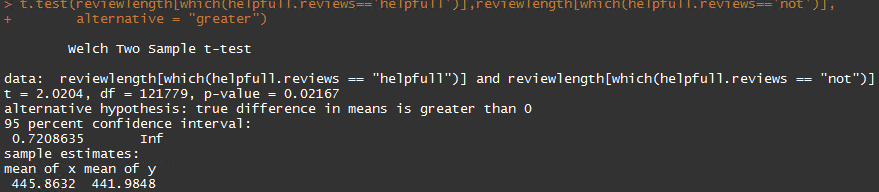 > t.test(reviewlength[which(helpfull.reviews=='helpfull')],reviewlength[which(helpfull.reviews=='not')],
+ alternative = "greater")
Welch Two Sample t-test
data: reviewlength[which(helpfull.reviews == "helpfull")] and reviewlength[which(helpfull.reviews == "not")]
t = 2.0204, df = 121779, p-value = 0.02167
alternative hypothesis: true difference in means is greater than 0
95 percent confidence interval:
0.7208635 Inf
sample estimates:
mean of x mean of y
445.8632 441.9848